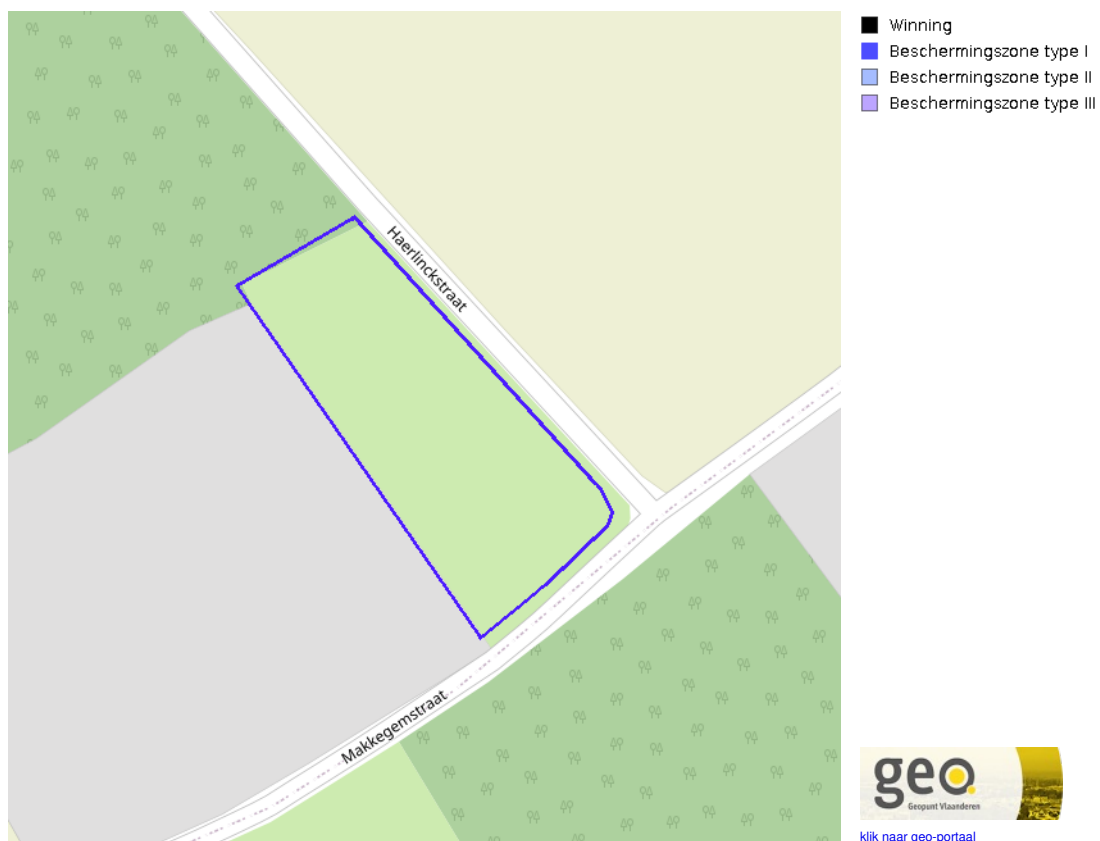 Haerlinckstraat
Makkegemstraat
Winning
Beschermingszone type I
Beschermingszone type II
Beschermingszone type III
geo
Geopunt Vlaanderen
klik naar geo-portaal